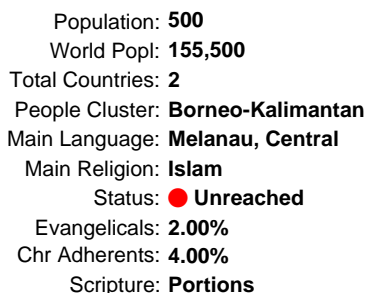 Population: 500
World Popl: 155,500
Total Countries: 2
People Cluster: Borneo-Kalimantan
Main Language: Melanau, Central
Main Religion: Islam
Status: Unreached
Evangelicals: 2.00%
Chr Adherents: 4.00%
Scripture: Portions